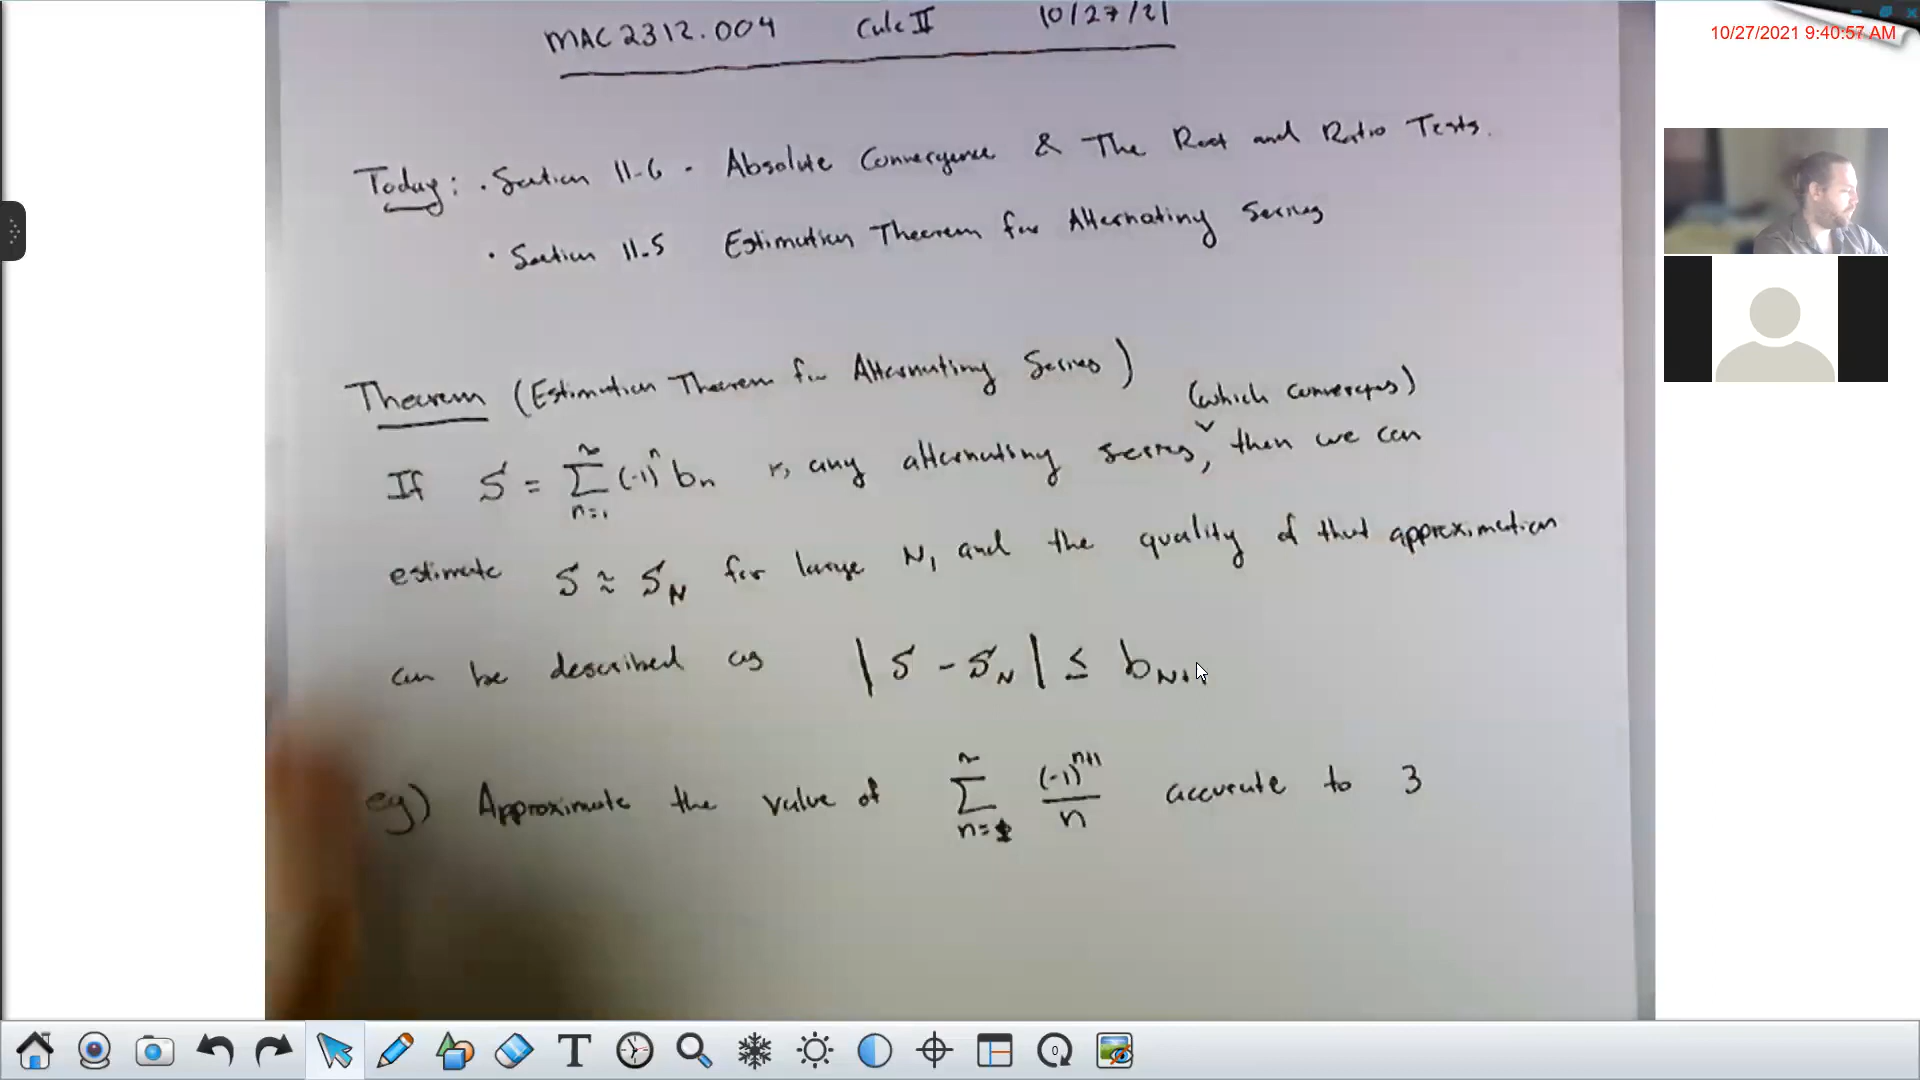 10/27/2021 9:40:57 AM
MAC2312.004 Calc II 10/27/21
Today: · Section 11.6 - Absolute Convergence & The Root and Ratio Tests.
· Section 11.5 Estimation Theorem for Alternating Series
Theorem (Estimation Theorem for Alternating Series)
(which converges)
If S = ∑_{n=1}^{∞} (-1)^n b_n is any alternating series ˅, then we can
estimate S ≈ S_N for large N, and the quality of that approximation
can be described as |S - S_N| ≤ b_{N+1}
eg) Approximate the value of ∑_{n=1}^{∞} (-1)^{n+1}/n accurate to 3
T
0